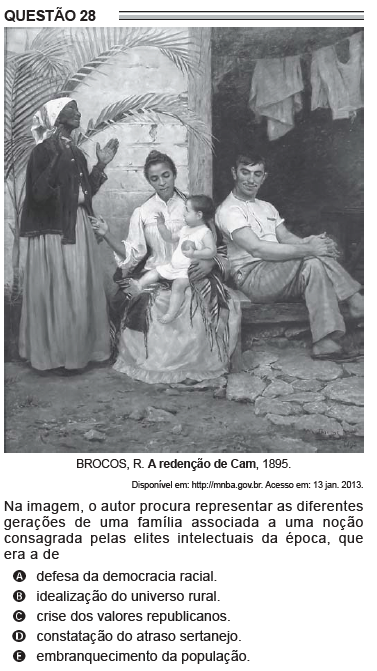 QUESTÃO 28
BROCOS, R. A redenção de Cam, 1895.
Disponível em: http://mnba.gov.br. Acesso em: 13 jan. 2013.
Na imagem, o autor procura representar as diferentes
gerações de uma família associada a uma noção
consagrada pelas elites intelectuais da época, que
era a de
A defesa da democracia racial.
B idealização do universo rural.
C crise dos valores republicanos.
D constatação do atraso sertanejo.
E embranquecimento da população.